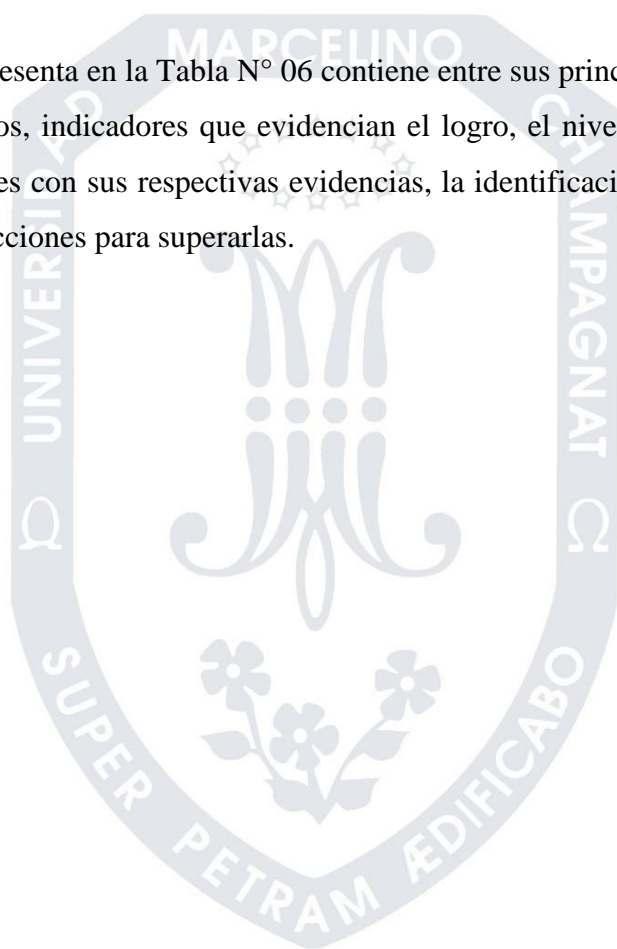 esenta en la Tabla N° 06 contiene entre sus princ
os, indicadores que evidencian el logro, el nive
es con sus respectivas evidencias, la identificaci
cciones para superarlas.
UNIVERSIDAD MARCELINO CHAMPAGNAT
Ω Ω
SUPER PETRAM ÆDIFICABO